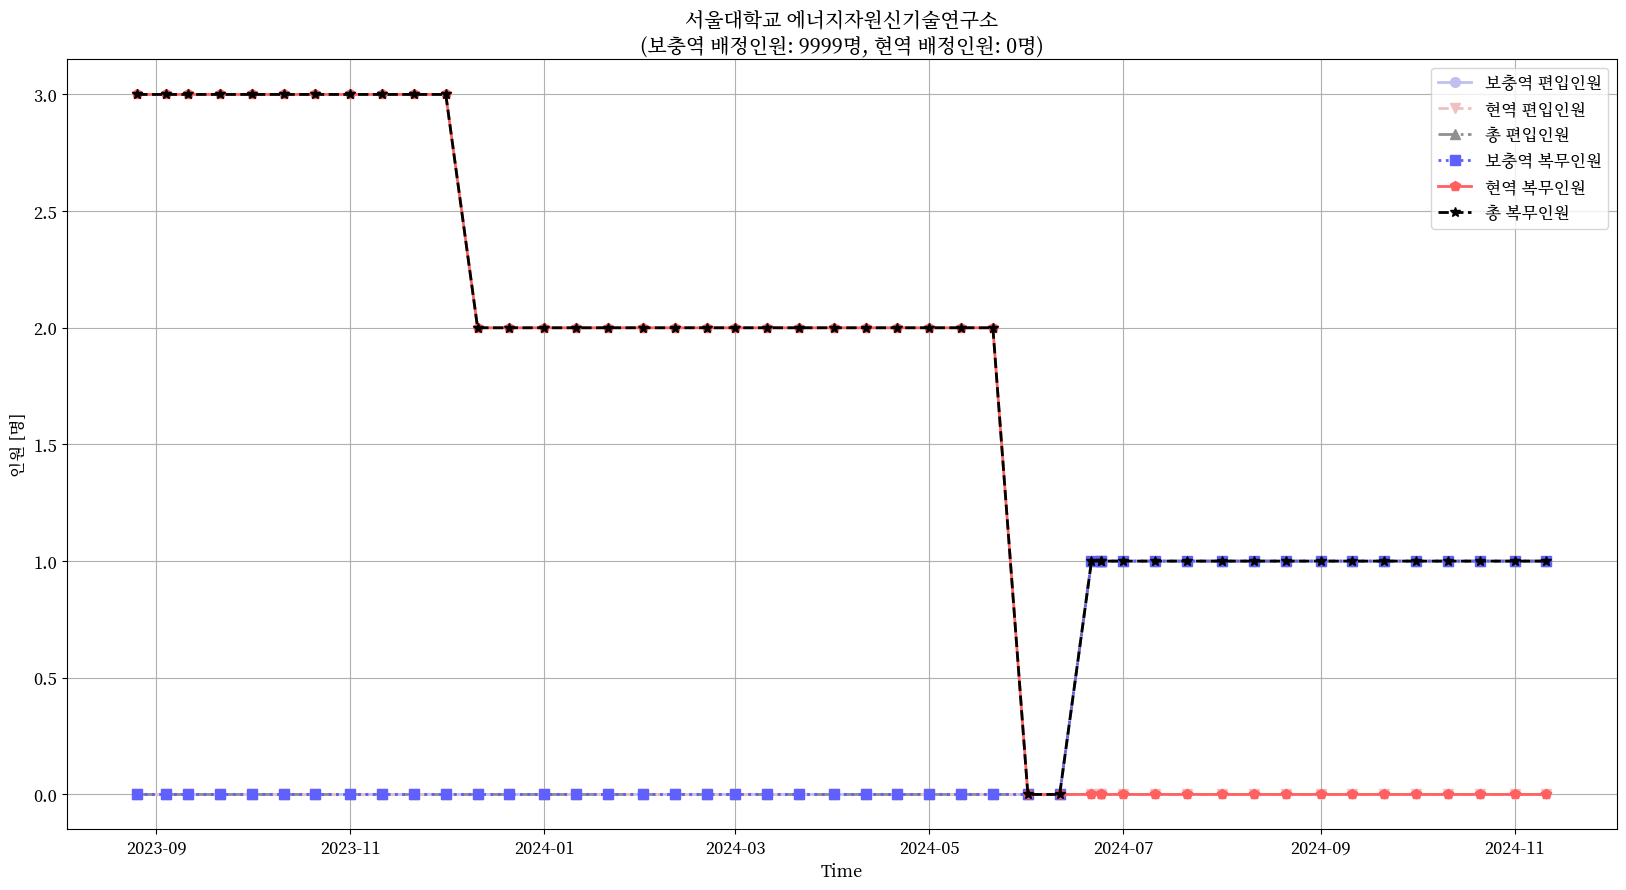 서울대학교 에너지자원신기술연구소
(보충역 배정인원: 9999명, 현역 배정인원: 0명)
보충역 편입인원
현역 편입인원
총 편입인원
보충역 복무인원
현역 복무인원
총 복무인원
인원 [명]
3.0
2.5
2.0
1.5
1.0
0.5
0.0
2023-09
2023-11
2024-01
2024-03
2024-05
2024-07
2024-09
2024-11
Time